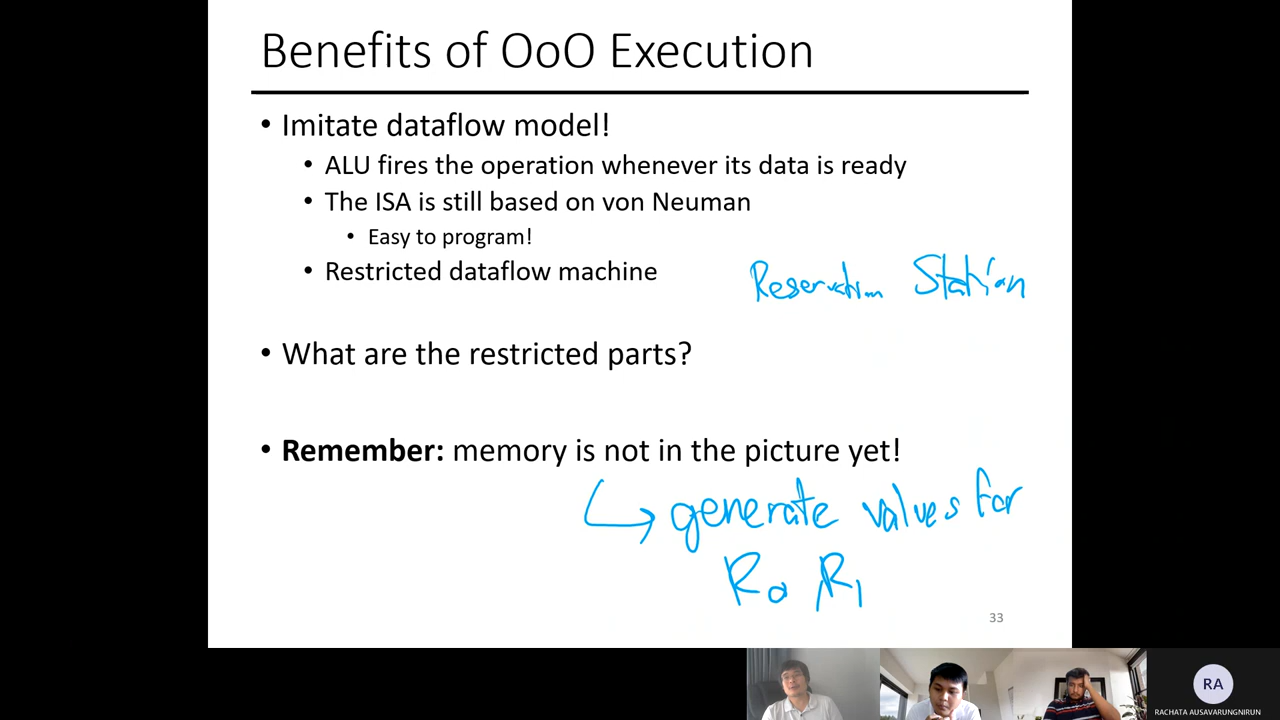 Benefits of OoO Execution
• Imitate dataflow model!
• ALU fires the operation whenever its data is ready
• The ISA is still based on von Neuman
• Easy to program!
• Restricted dataflow machine
Reservation Station
• What are the restricted parts?
• Remember: memory is not in the picture yet!
generate values for
R0, R1
33
RA
RACHATA AUSAVARUNGNIRUN